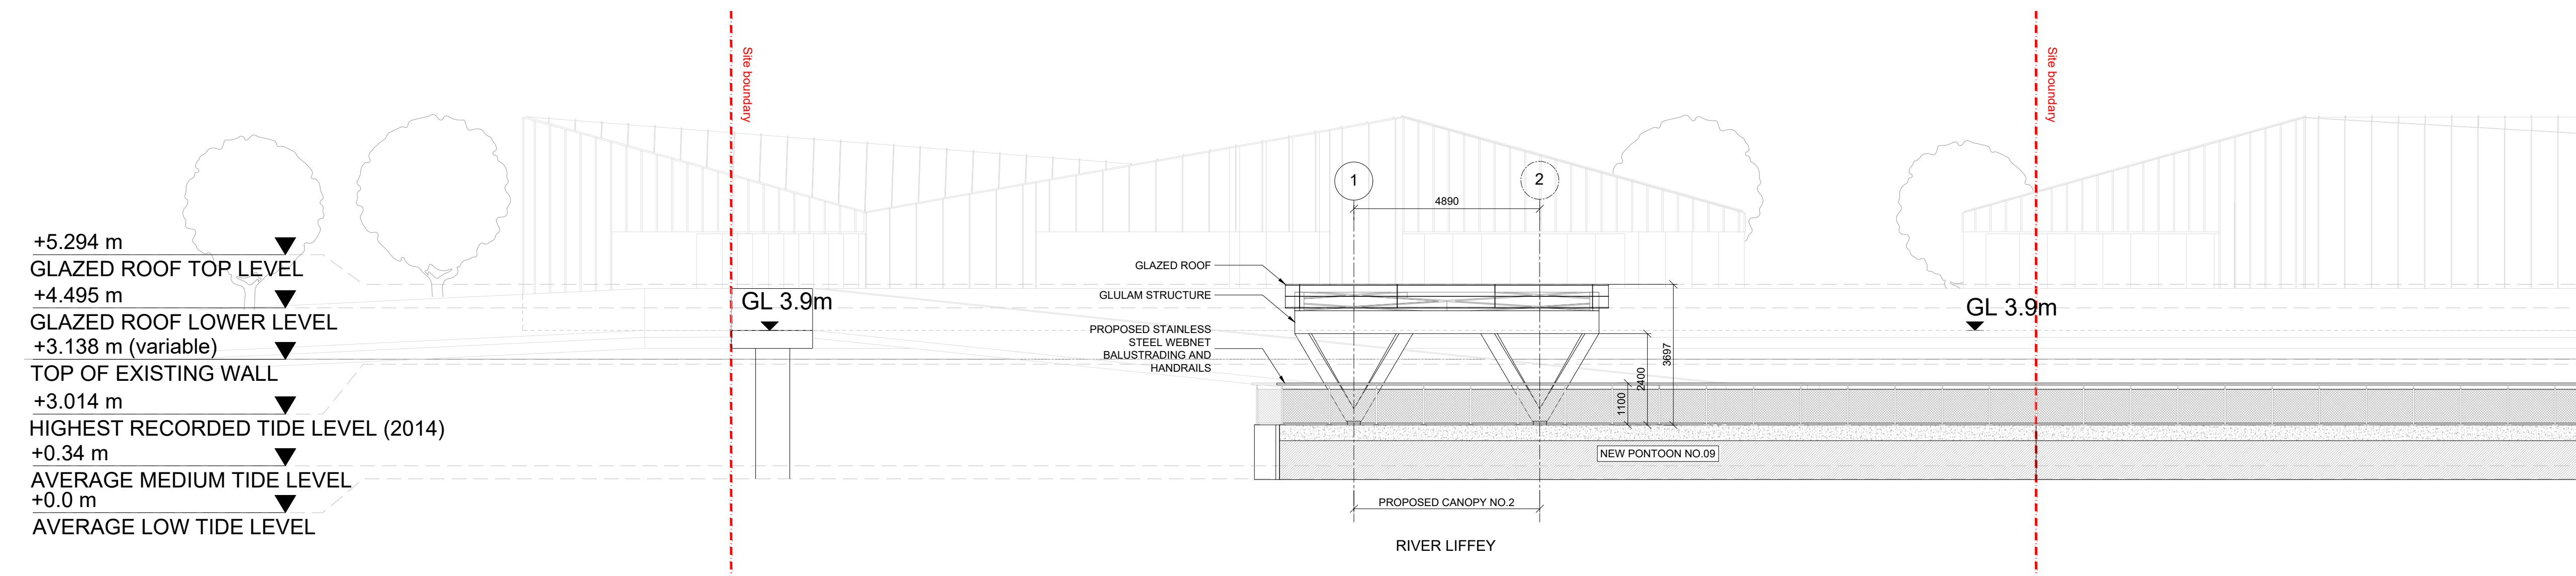 Site boundary
Site boundary
1
2
4890
+5.294 m
GLAZED ROOF TOP LEVEL
+4.495 m
GLAZED ROOF LOWER LEVEL
+3.138 m (variable)
TOP OF EXISTING WALL
+3.014 m
HIGHEST RECORDED TIDE LEVEL (2014)
+0.34 m
AVERAGE MEDIUM TIDE LEVEL
+0.0 m
AVERAGE LOW TIDE LEVEL
GL 3.9m
GLAZED ROOF
GLULAM STRUCTURE
PROPOSED STAINLESS
STEEL WEBNET
BALUSTRADING AND
HANDRAILS
1100
2400
3697
GL 3.9m
NEW PONTOON NO.09
PROPOSED CANOPY NO.2
RIVER LIFFEY